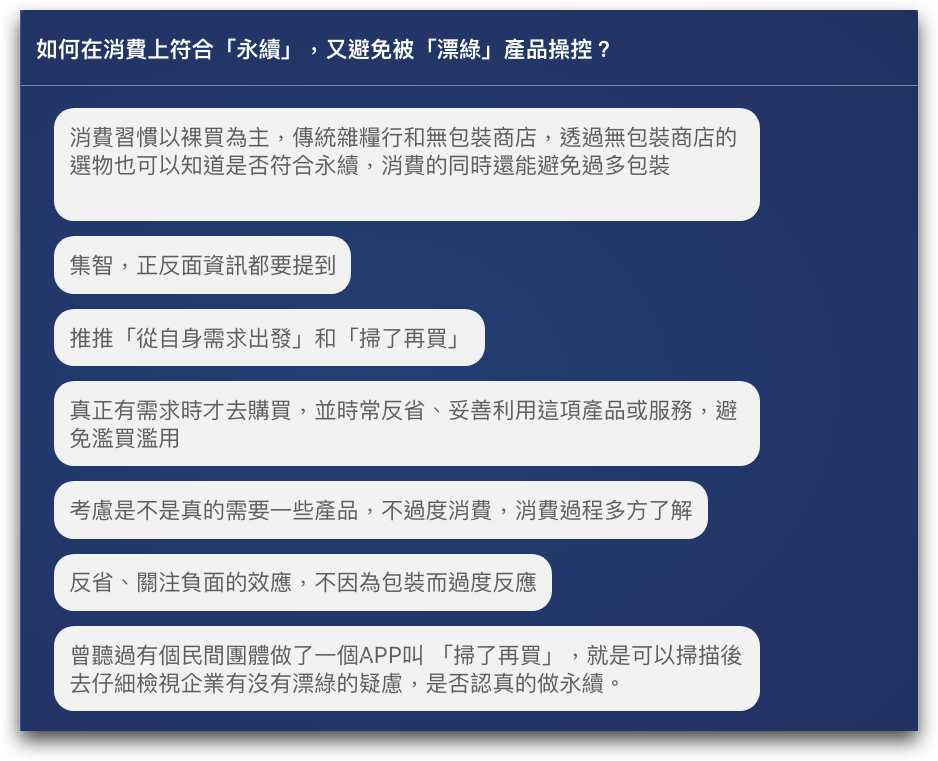 如何在消費上符合「永續」，又避免被「漂綠」產品操控？
消費習慣以裸買為主，傳統雜糧行和無包裝商店，透過無包裝商店的
選物也可以知道是否符合永續，消費的同時還能避免過多包裝
集智，正反面資訊都要提到
推推「從自身需求出發」和「掃了再買」
真正有需求時才去購買，並時常反省、妥善利用這項產品或服務，避
免濫買濫用
考慮是不是真的需要一些產品，不過度消費，消費過程多方了解
反省、關注負面的效應，不因為包裝而過度反應
曾聽過有個民間團體做了一個APP叫 「掃了再買」，就是可以掃描後
去仔細檢視企業有沒有漂綠的疑慮，是否認真的做永續。